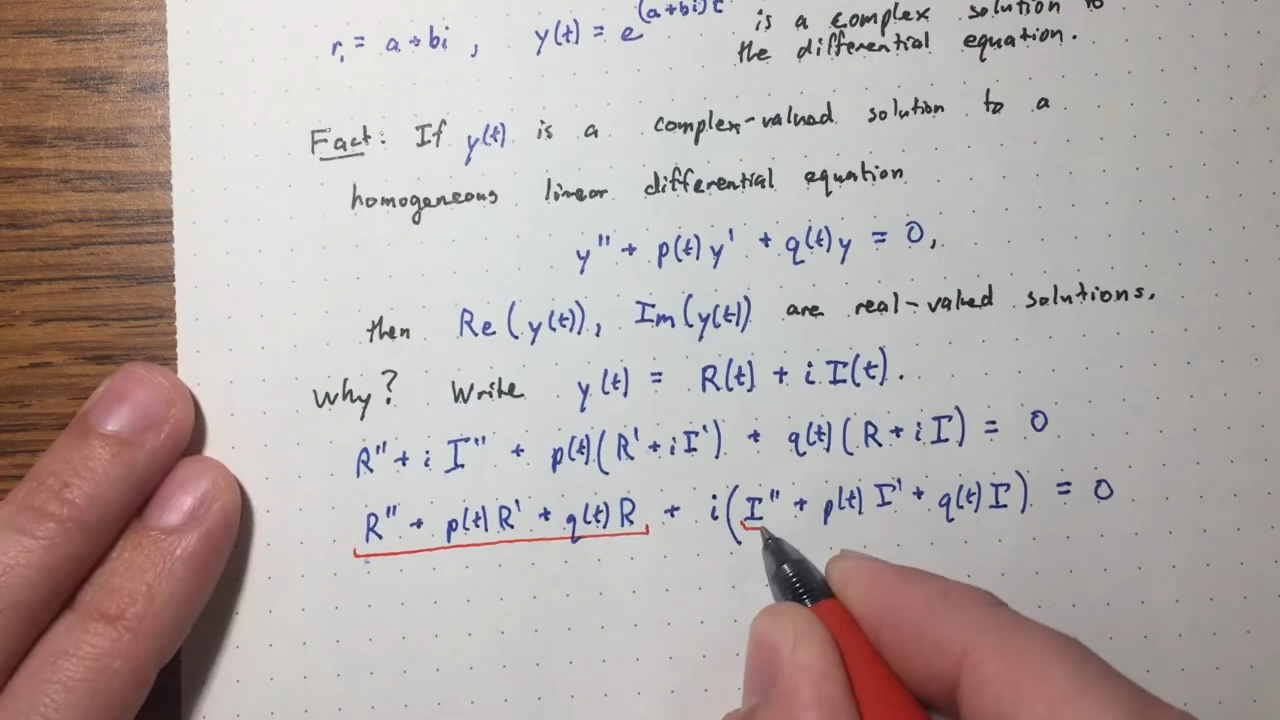 r₁ = a+bi , y(t) = e^((a+bi)t) is a complex solution to
the differential equation.
Fact: If y(t) is a complex-valued solution to a
homogeneous linear differential equation
y'' + p(t) y' + q(t) y = 0,
then Re(y(t)), Im(y(t)) are real-valued solutions.
Why? Write y(t) = R(t) + i I(t).
R'' + i I'' + p(t)(R' + i I') + q(t)(R + i I) = 0
R'' + p(t) R' + q(t) R + i(I'' + p(t) I' + q(t) I) = 0